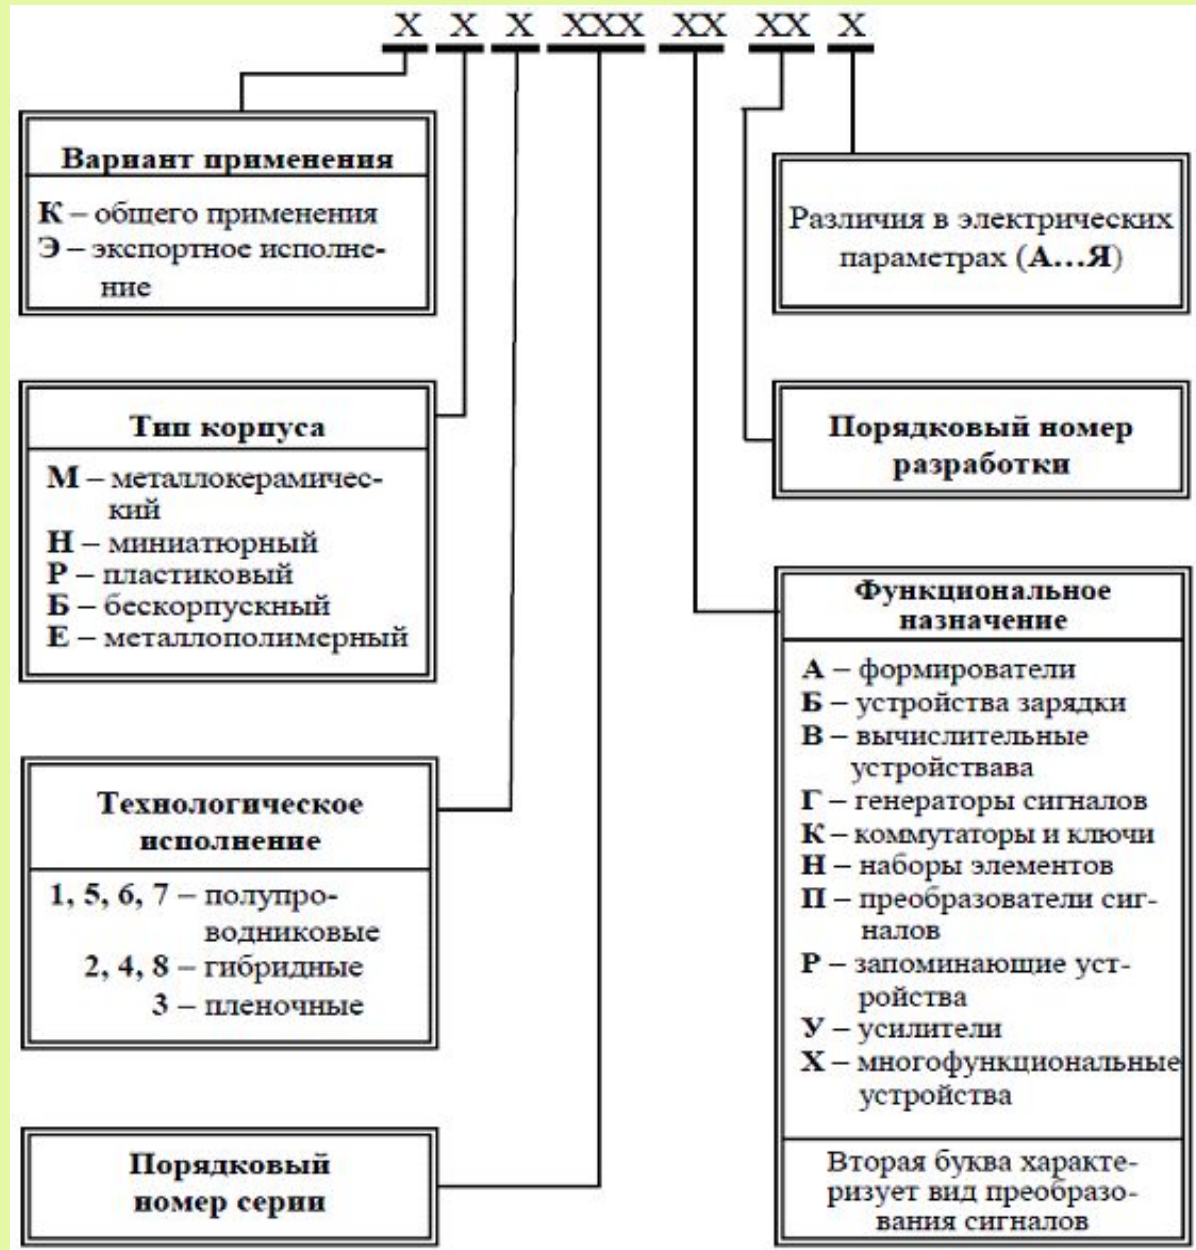 X X X XXX XX XX X
Вариант применения
К – общего применения
Э – экспортное исполне-
ние
Тип корпуса
М – металлокерамичес-
кий
Н – миниатюрный
Р – пластиковый
Б – бескорпускный
Е – металлополимерный
Технологическое
исполнение
1, 5, 6, 7 – полупро-
водниковые
2, 4, 8 – гибридные
3 – пленочные
Порядковый
номер серии
Различия в электрических
параметрах (А...Я)
Порядковый номер
разработки
Функциональное
назначение
А – формирователи
Б – устройства зарядки
В – вычислительные
устройствава
Г – генераторы сигналов
К – коммутаторы и ключи
Н – наборы элементов
П – преобразователи сиг-
налов
Р – запоминающие уст-
ройства
У – усилители
Х – многофункциональные
устройства
Вторая буква характе-
ризует вид преобразо-
вания сигналов